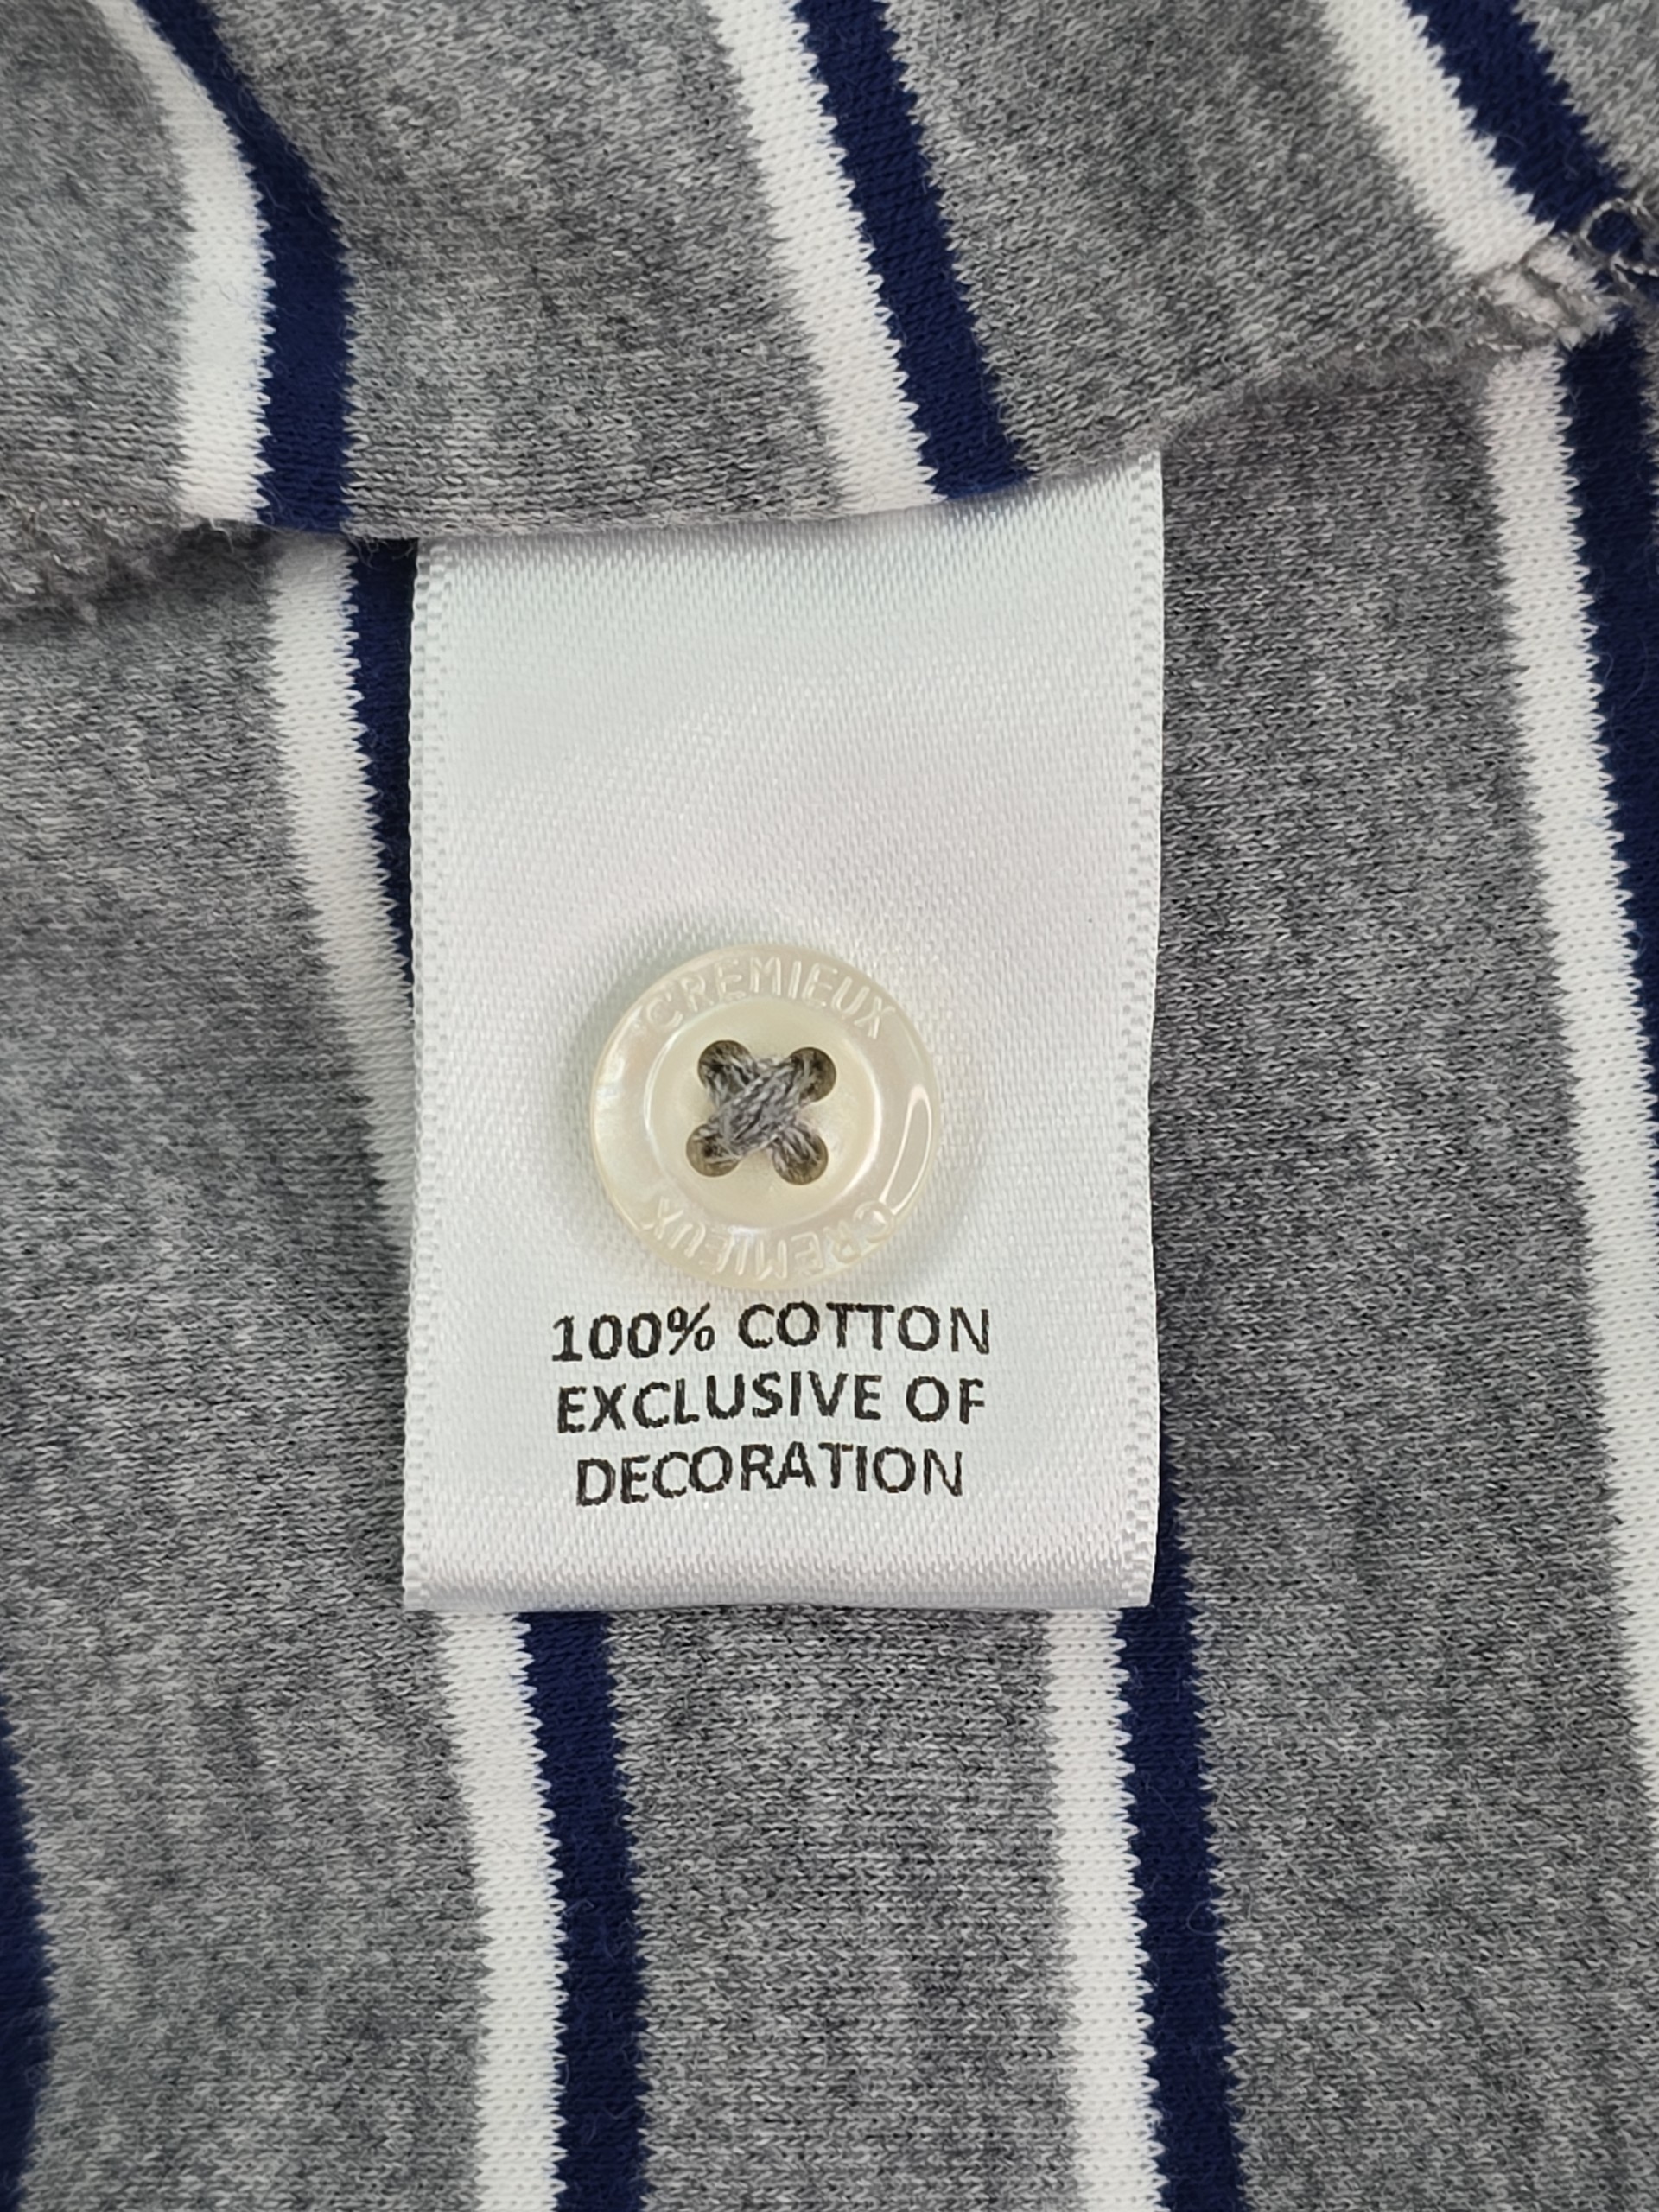 CREMIEUX
CREMIEUX
100% COTTON
EXCLUSIVE OF
DECORATION